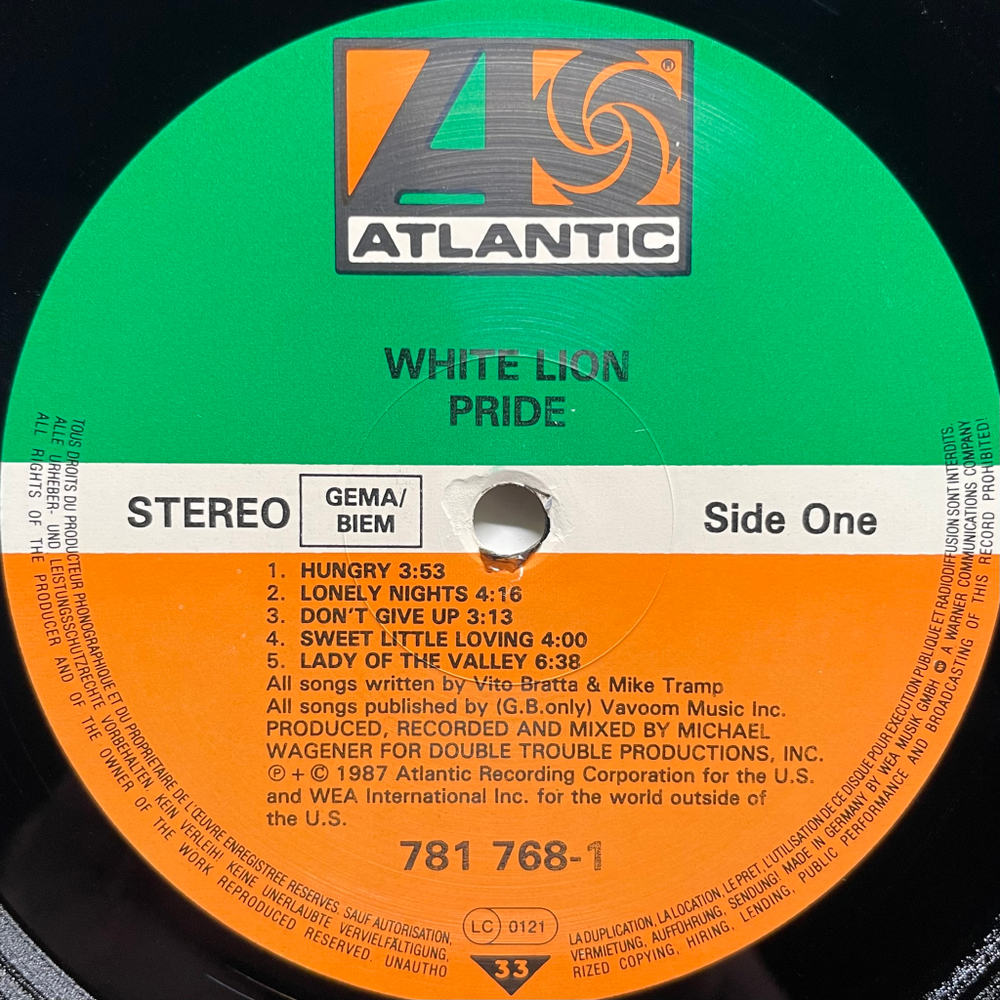 ®
ATLANTIC
WHITE LION
PRIDE
STEREO
GEMA/
BIEM
Side One
1. HUNGRY 3:53
2. LONELY NIGHTS 4:16
3. DON'T GIVE UP 3:13
4. SWEET LITTLE LOVING 4:00
5. LADY OF THE VALLEY 6:38
All songs written by Vito Bratta & Mike Tramp
All songs published by (G.B.only) Vavoom Music Inc.
PRODUCED, RECORDED AND MIXED BY MICHAEL
WAGENER FOR DOUBLE TROUBLE PRODUCTIONS, INC.
℗ + © 1987 Atlantic Recording Corporation for the U.S.
and WEA International Inc. for the world outside of
the U.S.
781 768-1
LC 0121
33
TOUS DROITS DU PRODUCTEUR PHONOGRAPHIQUE ET DU PROPRIETAIRE DE L'ŒUVRE ENREGISTREE RESERVES. SAUF AUTORISATION,
LA DUPLICATION, LA LOCATION, LE PRET, L'UTILISATION DE CE DISQUE POUR EXECUTION PUBLIQUE ET RADIODIFFUSION SONT INTERDITS.
ALLE URHEBER- UND LEISTUNGSSCHUTZRECHTE VORBEHALTEN. KEIN VERLEIH! KEINE UNERLAUBTE VERVIELFÄLTIGUNG,
VERMIETUNG, AUFFÜHRUNG, SENDUNG! MADE IN GERMANY BY WEA MUSIK GMBH A WARNER COMMUNICATIONS COMPANY
ALL RIGHTS OF THE PRODUCER AND OF THE OWNER OF THE WORK REPRODUCED RESERVED. UNAUTHO
RIZED COPYING, HIRING, LENDING, PUBLIC PERFORMANCE AND BROADCASTING OF THIS RECORD PROHIBITED!